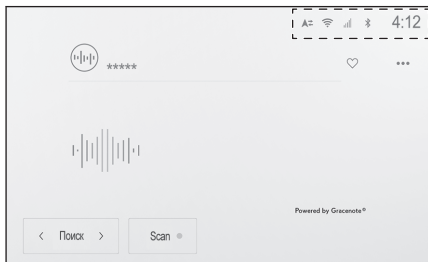 A 4:12
*****
Powered by Gracenote®
< Поиск > Scan